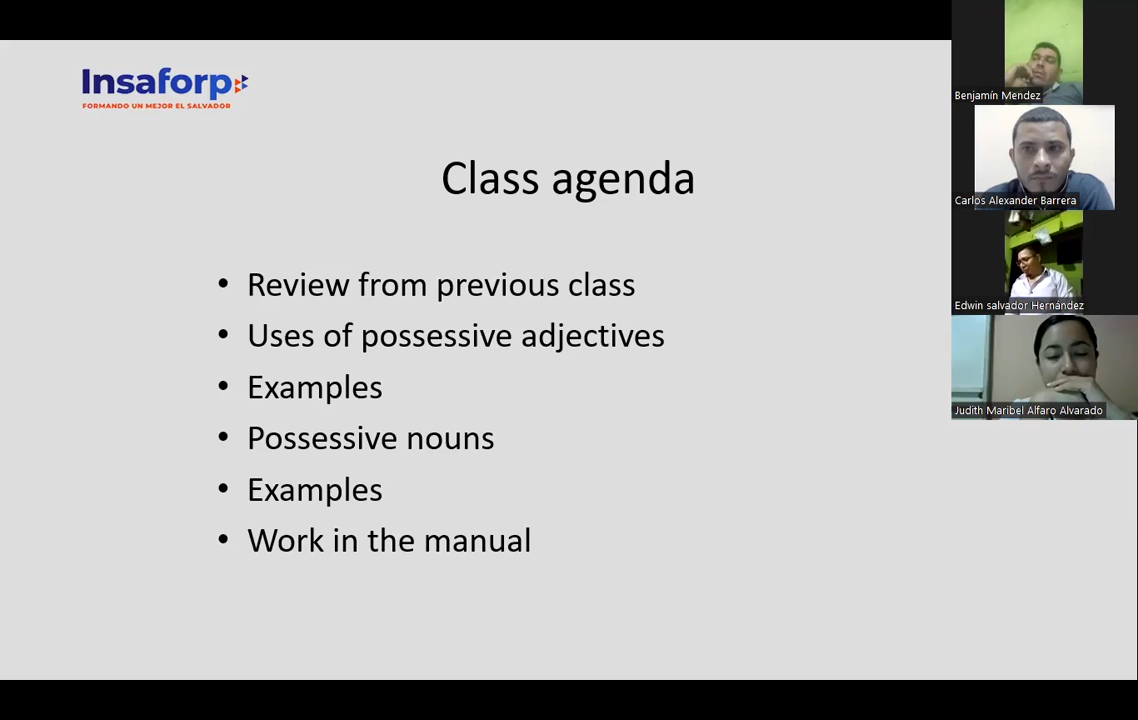 Insaforp
FORMANDO UN MEJOR EL SALVADOR
Class agenda
• Review from previous class
• Uses of possessive adjectives
• Examples
• Possessive nouns
• Examples
• Work in the manual
Benjamín Mendez
Carlos Alexander Barrera
Edwin salvador Hernández
Judith Maribel Alfaro Alvarado